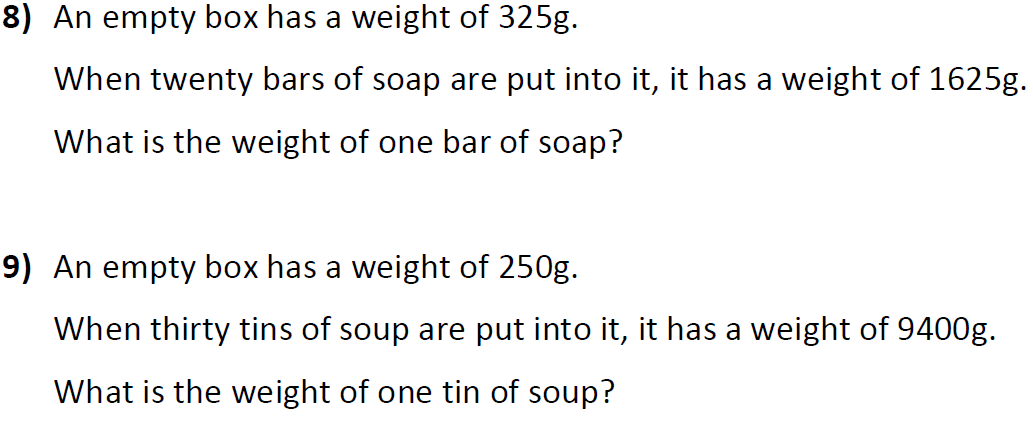 8) An empty box has a weight of 325g.
When twenty bars of soap are put into it, it has a weight of 1625g.
What is the weight of one bar of soap?
9) An empty box has a weight of 250g.
When thirty tins of soup are put into it, it has a weight of 9400g.
What is the weight of one tin of soup?